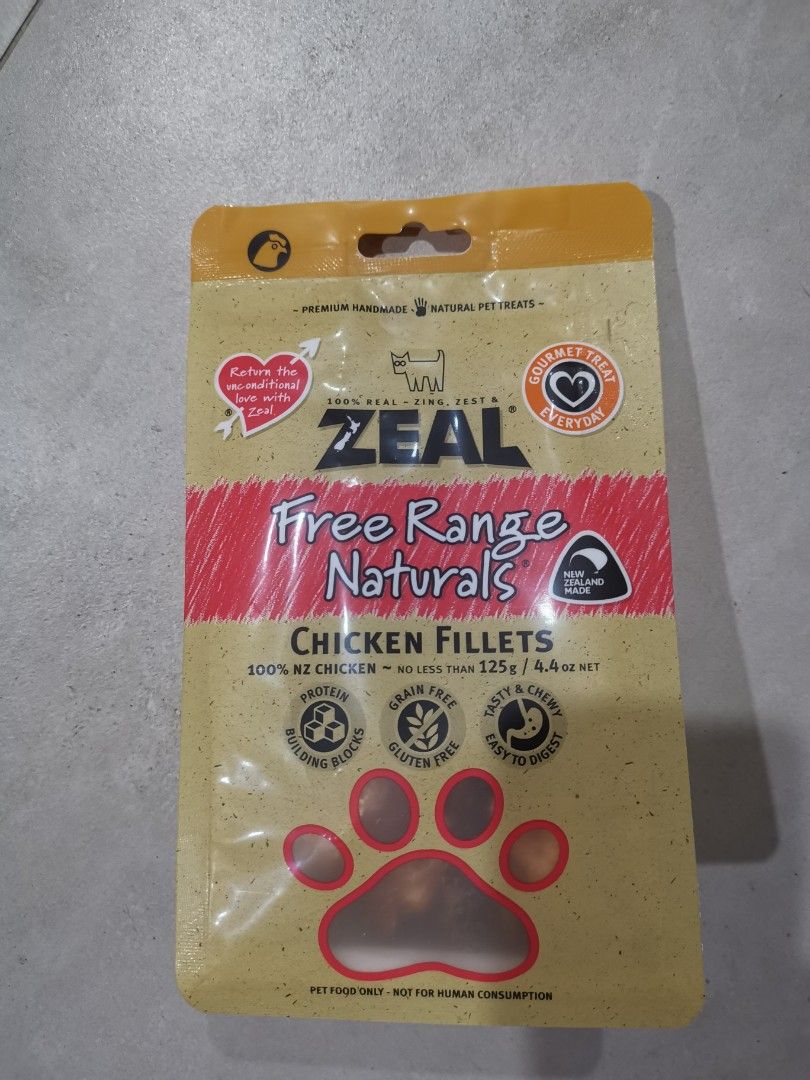 ~ PREMIUM HANDMADE NATURAL PET TREATS ~
Return the
unconditional
love with
Zeal
®
GOURMET TREAT
EVERYDAY
100% REAL ~ ZING, ZEST &
ZEAL®
Free Range
Naturals®
NEW
ZEALAND
MADE
CHICKEN FILLETS
100% NZ CHICKEN ~ NO LESS THAN 125g / 4.4 OZ NET
PROTEIN
BUILDING BLOCKS
GRAIN FREE
GLUTEN FREE
TASTY & CHEWY
EASY TO DIGEST
PET FOOD ONLY - NOT FOR HUMAN CONSUMPTION